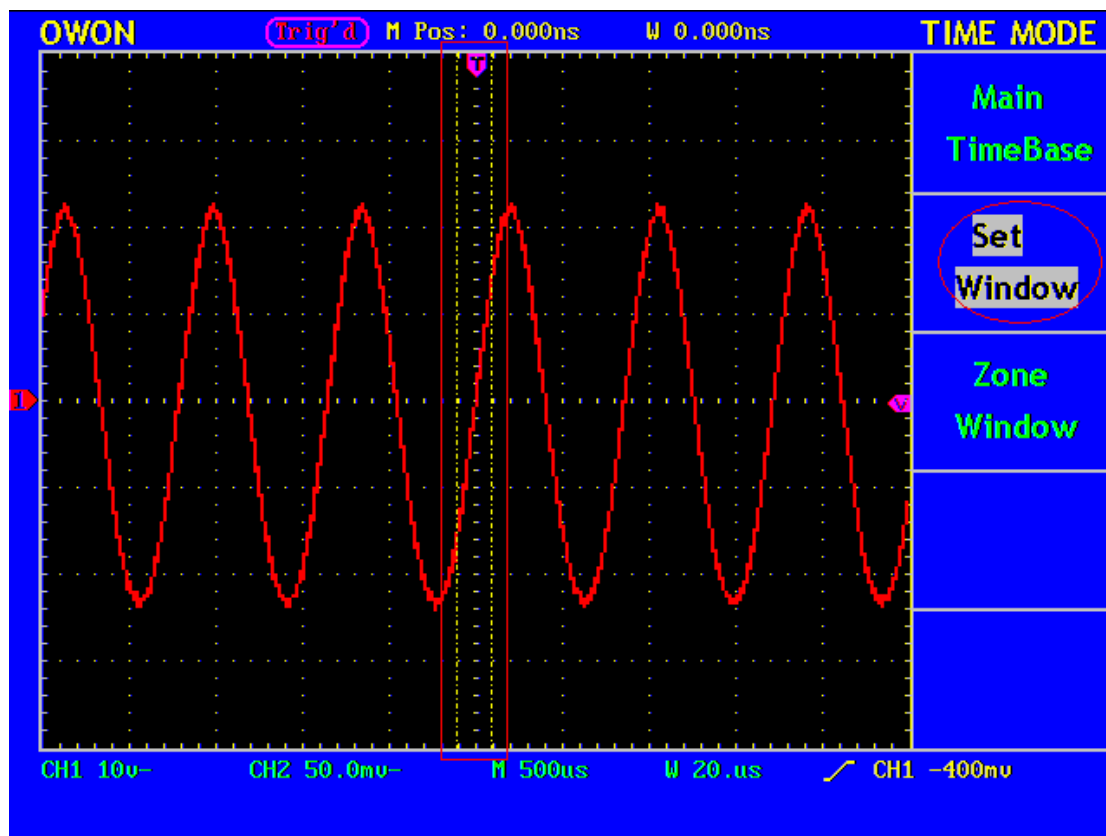 OWON Trig'd M Pos: 0.000ns W 0.000ns TIME MODE
T
Main
TimeBase
Set
Window
1
V
Zone
Window
CH1 10v- CH2 50.0mv- M 500us W 20.us CH1 -400mv